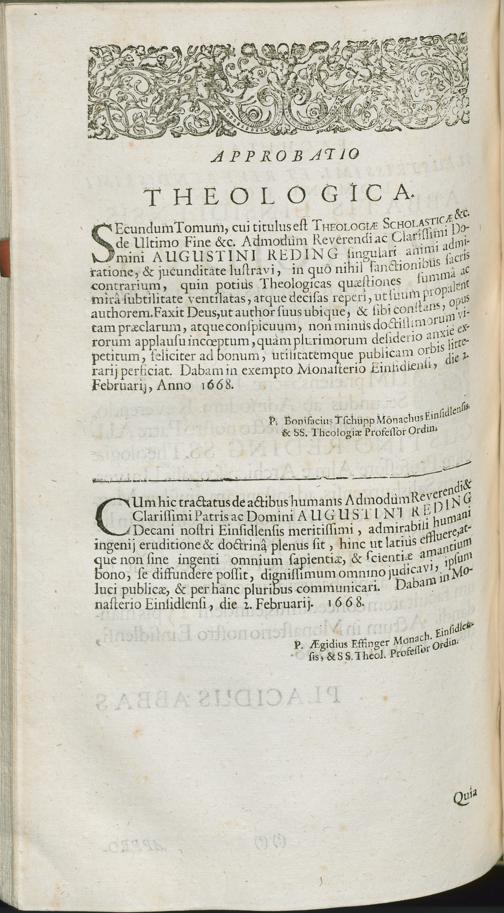 APPROBATIO
THEOLOGICA.
SEcundum Tomum, cui titulus est THEOLOGIÆ SCHOLASTICÆ &c.
de Ultimo Fine &c. Admodùm Reverendi ac Clarissimi Do-
mini AUGUSTINI REDING singulari animi admi-
ratione, & jucunditate lustravi, in quô nihil sanctionibus sacris
contrarium, quin potius Theologicas quæstiones summâ ac
mirâ subtilitate ventilatas, atque decisas reperi, ut suum propalent
authorem. Faxit Deus, ut author suus ubique, & sibi constans, opus
tam præclarum, atque conspicuum, non minus doctissimorum vi-
rorum applausu incœptum, quàm plurimorum desiderio anxiè ex-
petitum, feliciter ad bonum, utilitatemque publicam orbis litte-
rarij perficiat. Dabam in exempto Monasterio Einsidlensi, die 2.
Februarij, Anno 1668.
P. Bonifacius Tschupp Monachus Einsidlensis,
& SS. Theologiæ Professor Ordin.
CUm hic tractatus de actibus humanis Admodùm Reverendi &
Clarissimi Patris ac Domini AUGUSTINI REDING
Decani nostri Einsidlensis meritissimi, admirabili humani
ingenij eruditione & doctrinâ plenus sit, hinc ut latiùs effluere, at-
que non sine ingenti omnium sapientiæ, & scientiæ amantium
bono, se diffundere possit, dignissimum omnino judicavi, ipsum
luci publicæ, & per hanc pluribus communicari. Dabam in Mo-
nasterio Einsidlensi, die 2. Februarij. 1668.
P. Ægidius Effinger Monach. Einsidlen-
sis, & SS. Theol. Professor Ordin.
Quia